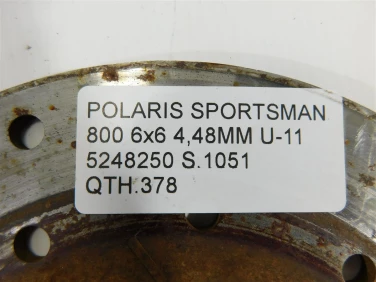 POLARIS SPORTSMAN
800 6x6 4,48MM U-11
5248250 S.1051
QTH.378